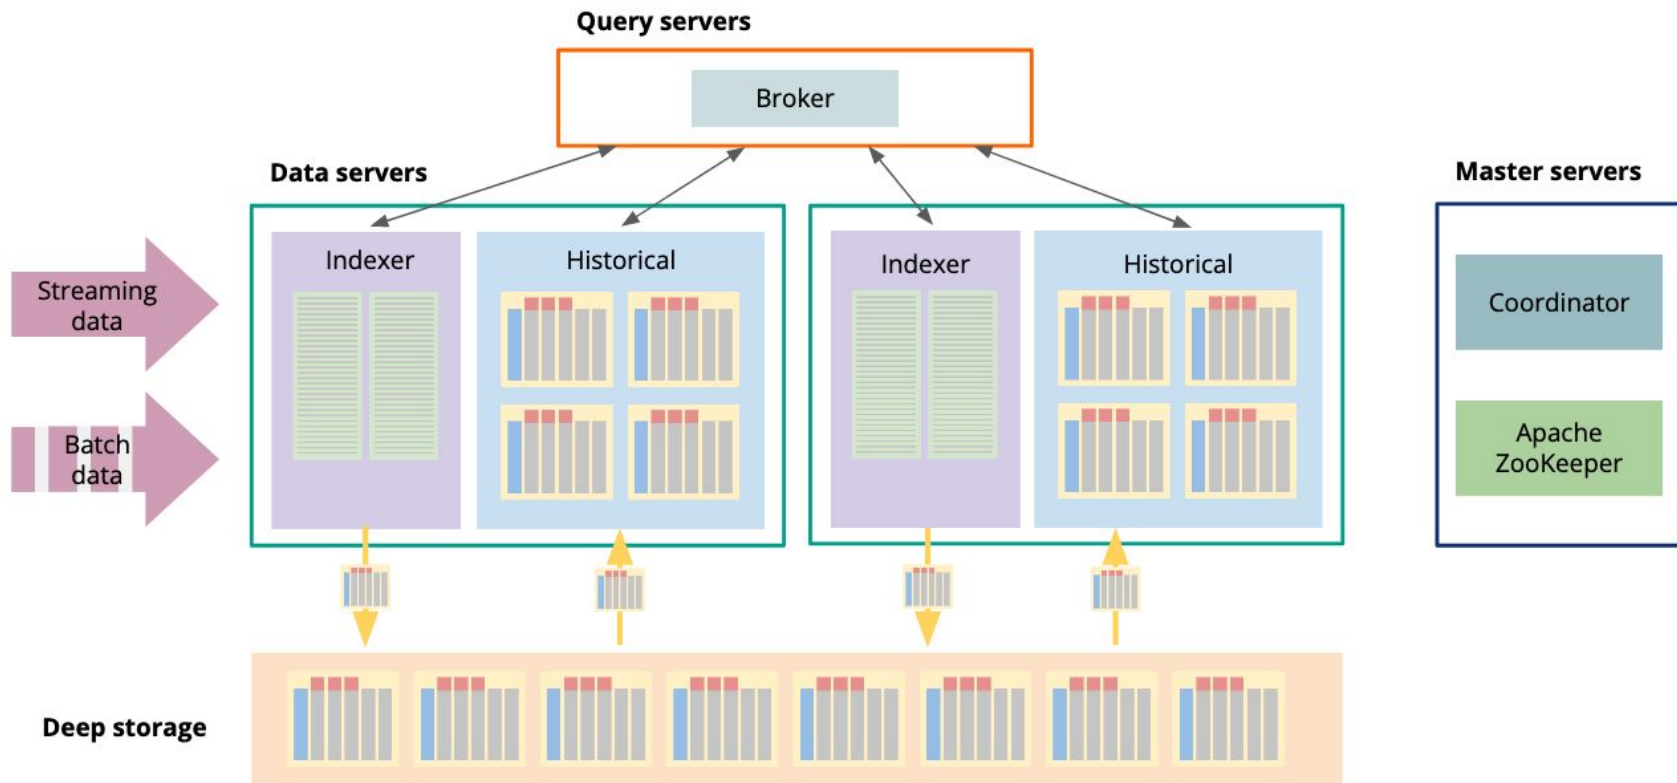 Query servers
Broker
Data servers
Master servers
Indexer
Historical
Indexer
Historical
Streaming
data
Coordinator
Batch
data
Apache
ZooKeeper
Deep storage